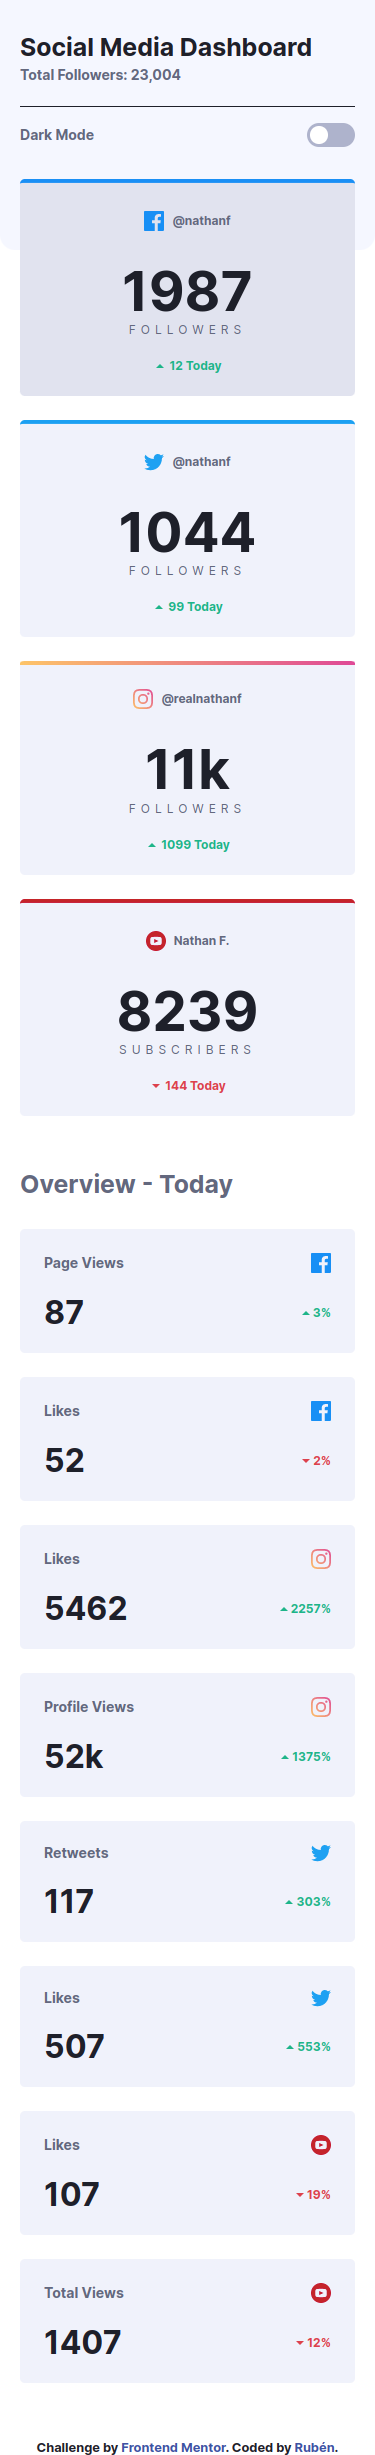 Social Media Dashboard
Total Followers: 23,004
Dark Mode
@nathanf
1987
FOLLOWERS
12 Today
@nathanf
1044
FOLLOWERS
99 Today
@realnathanf
11k
FOLLOWERS
1099 Today
Nathan F.
8239
SUBSCRIBERS
144 Today
Overview - Today
Page Views
87 3%
Likes
52 2%
Likes
5462 2257%
Profile Views
52k 1375%
Retweets
117 303%
Likes
507 553%
Likes
107 19%
Total Views
1407 12%
Challenge by Frontend Mentor. Coded by Rubén.